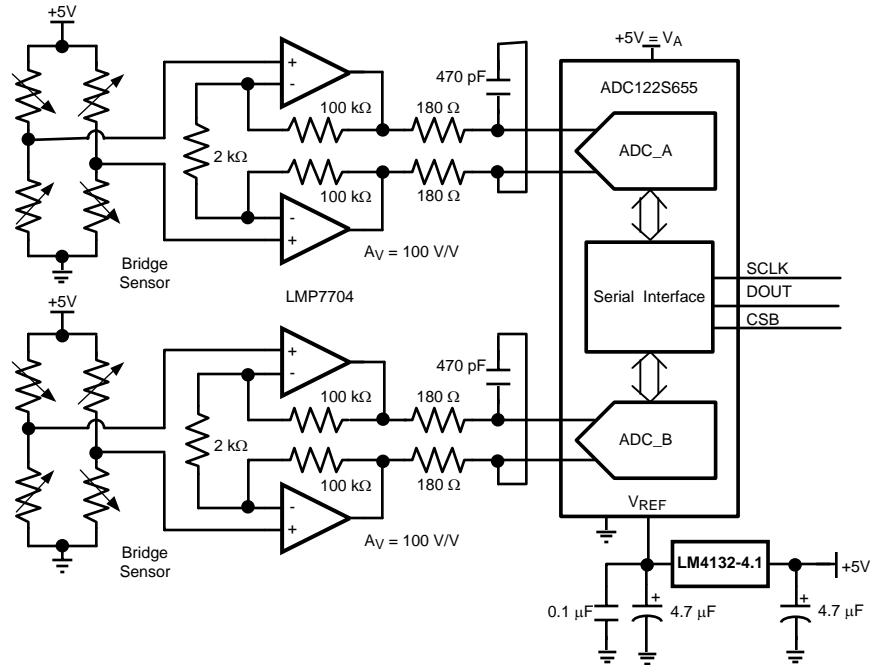 +5V
+5V = V_A
470 pF
ADC122S655
+
-
100 kΩ
180 Ω
2 kΩ
ADC_A
100 kΩ
180 Ω
-
+
A_V = 100 V/V
Bridge
Sensor
LMP7704
Serial Interface
SCLK
DOUT
CSB
+5V
470 pF
+
-
100 kΩ
180 Ω
2 kΩ
ADC_B
100 kΩ
180 Ω
-
+
A_V = 100 V/V
Bridge
Sensor
V_REF
LM4132-4.1
+5V
0.1 µF
+
4.7 µF
+
4.7 µF